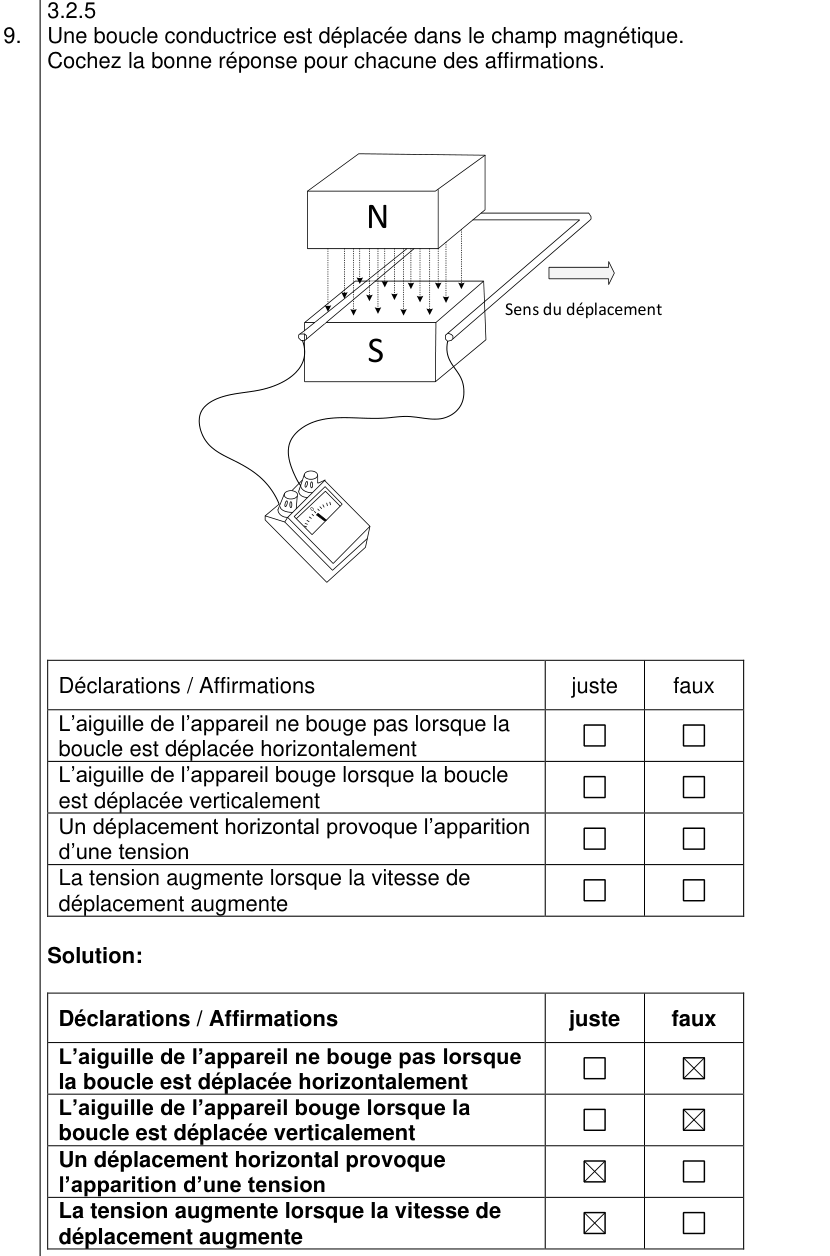 3.2.5
9. Une boucle conductrice est déplacée dans le champ magnétique.
Cochez la bonne réponse pour chacune des affirmations.
N
Sens du déplacement
S
0
Déclarations / Affirmations juste faux
L'aiguille de l'appareil ne bouge pas lorsque la
boucle est déplacée horizontalement
L'aiguille de l'appareil bouge lorsque la boucle
est déplacée verticalement
Un déplacement horizontal provoque l'apparition
d'une tension
La tension augmente lorsque la vitesse de
déplacement augmente
Solution:
Déclarations / Affirmations juste faux
L'aiguille de l'appareil ne bouge pas lorsque
la boucle est déplacée horizontalement
L'aiguille de l'appareil bouge lorsque la
boucle est déplacée verticalement
Un déplacement horizontal provoque
l'apparition d'une tension
La tension augmente lorsque la vitesse de
déplacement augmente